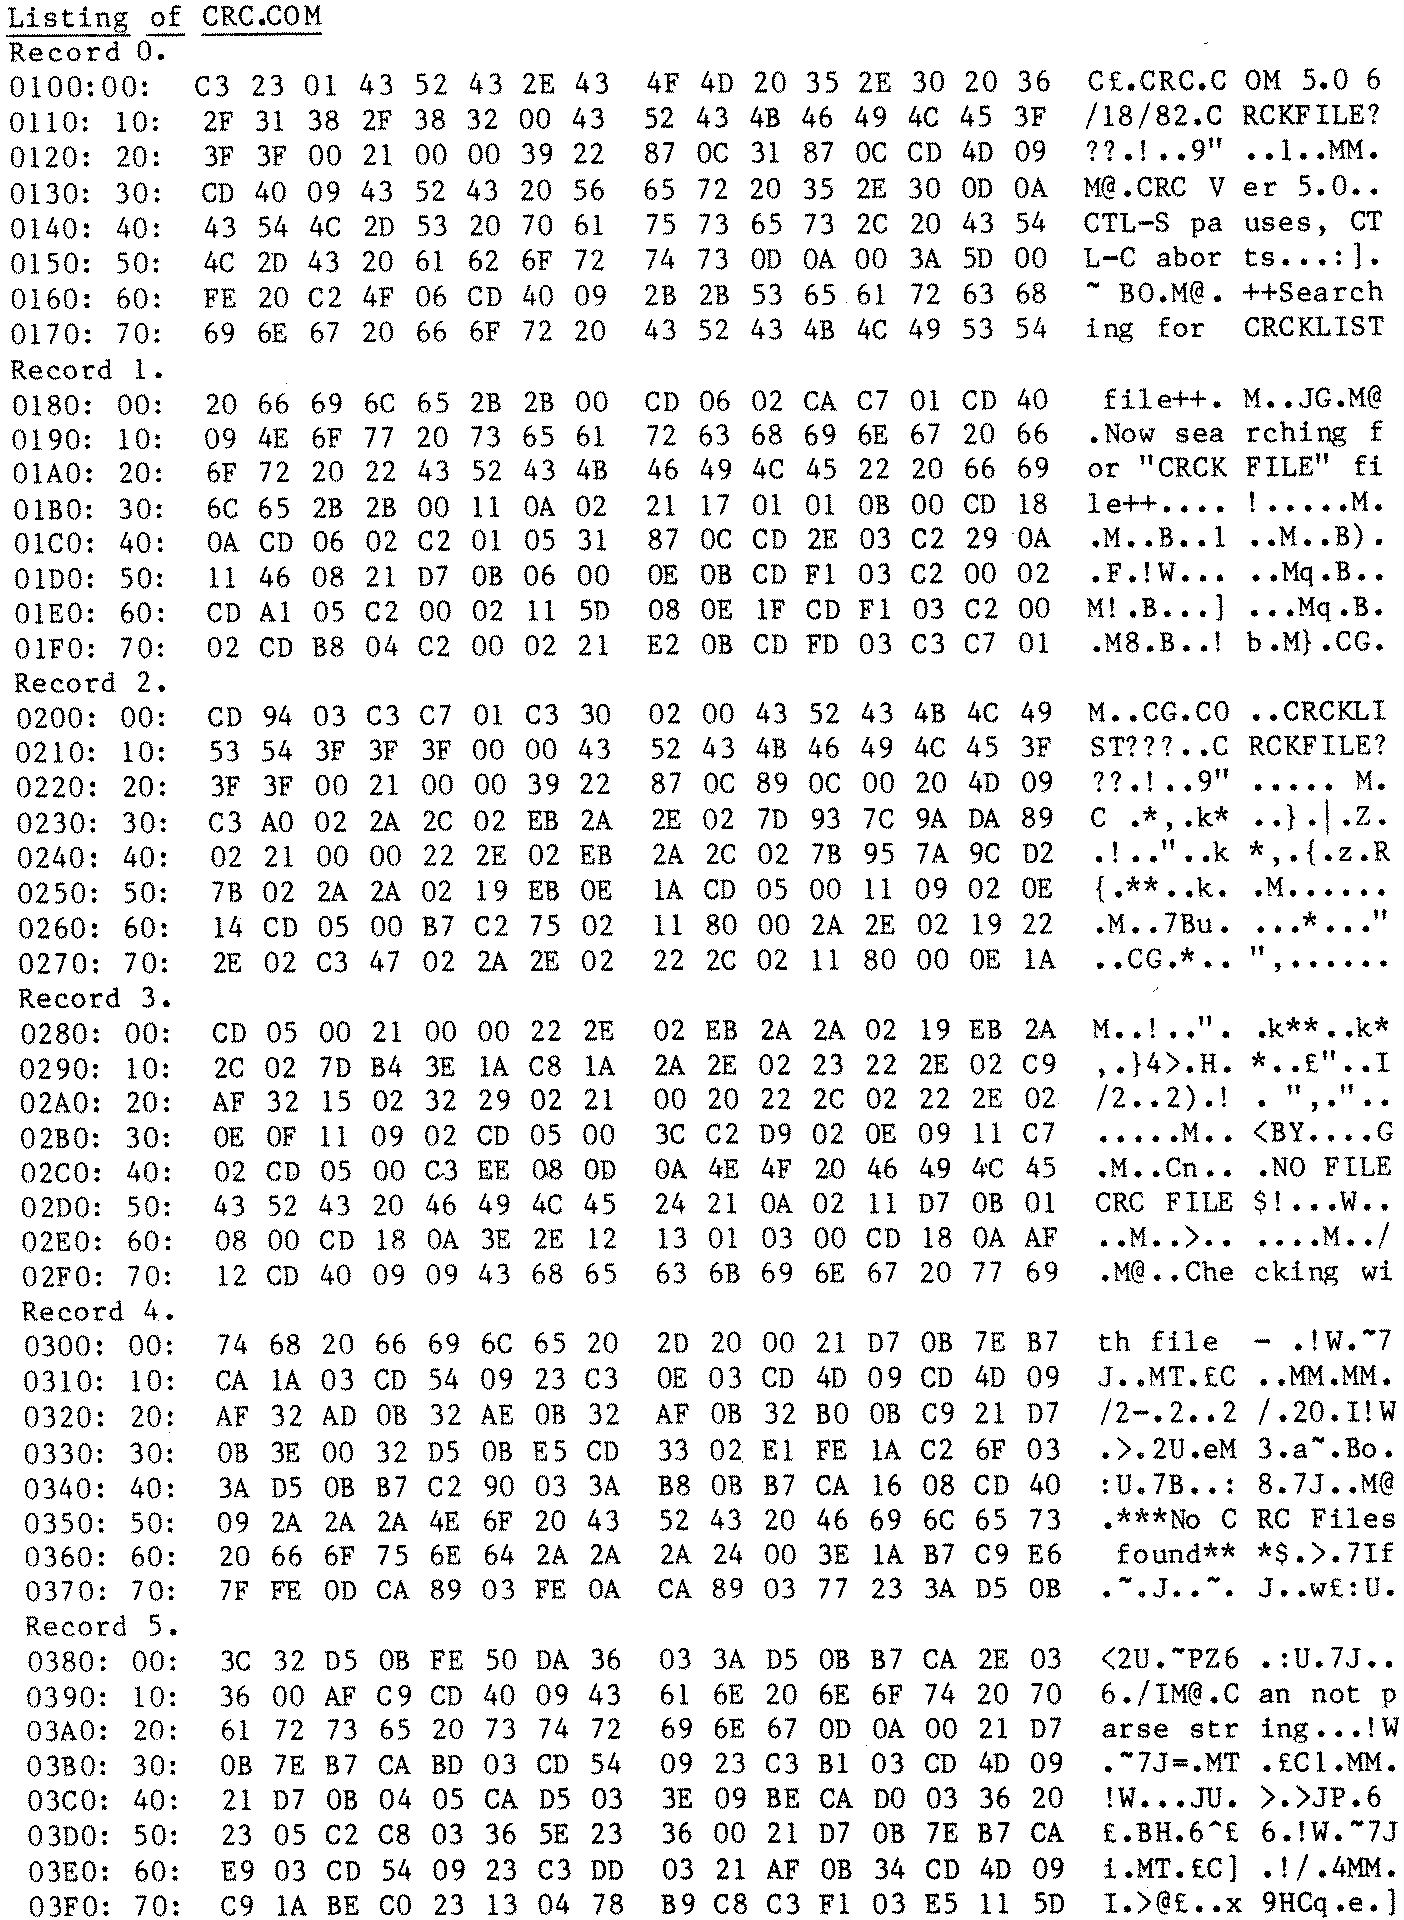 Listing of CRC.COM
Record 0.
0100:00: C3 23 01 43 52 43 2E 43 4F 4D 20 35 2E 30 20 36 C£.CRC.C OM 5.0 6
0110: 10: 2F 31 38 2F 38 32 00 43 52 43 4B 46 49 4C 45 3F /18/82.C RCKFILE?
0120: 20: 3F 3F 00 21 00 00 39 22 87 0C 31 87 0C CD 4D 09 ??.!..9" ..1..MM.
0130: 30: CD 40 09 43 52 43 20 56 65 72 20 35 2E 30 0D 0A M@.CRC V er 5.0..
0140: 40: 43 54 4C 2D 53 20 70 61 75 73 65 73 2C 20 43 54 CTL-S pa uses, CT
0150: 50: 4C 2D 43 20 61 62 6F 72 74 73 0D 0A 00 3A 5D 00 L-C abor ts...:].
0160: 60: FE 20 C2 4F 06 CD 40 09 2B 2B 53 65 61 72 63 68 ~ BO.M@. ++Search
0170: 70: 69 6E 67 20 66 6F 72 20 43 52 43 4B 4C 49 53 54 ing for CRCKLIST
Record 1.
0180: 00: 20 66 69 6C 65 2B 2B 00 CD 06 02 CA C7 01 CD 40 file++. M..JG.M@
0190: 10: 09 4E 6F 77 20 73 65 61 72 63 68 69 6E 67 20 66 .Now sea rching f
01A0: 20: 6F 72 20 22 43 52 43 4B 46 49 4C 45 22 20 66 69 or "CRCK FILE" fi
01B0: 30: 6C 65 2B 2B 00 11 0A 02 21 17 01 01 0B 00 CD 18 le++.... !.....M.
01C0: 40: 0A CD 06 02 C2 01 05 31 87 0C CD 2E 03 C2 29 0A .M..B..1 ..M..B).
01D0: 50: 11 46 08 21 D7 0B 06 00 0E 0B CD F1 03 C2 00 02 .F.!W... ..Mq.B..
01E0: 60: CD A1 05 C2 00 02 11 5D 08 0E 1F CD F1 03 C2 00 M!.B...] ...Mq.B.
01F0: 70: 02 CD B8 04 C2 00 02 21 E2 0B CD FD 03 C3 C7 01 .M8.B..! b.M}.CG.
Record 2.
0200: 00: CD 94 03 C3 C7 01 C3 30 02 00 43 52 43 4B 4C 49 M..CG.C0 ..CRCKLI
0210: 10: 53 54 3F 3F 3F 00 00 43 52 43 4B 46 49 4C 45 3F ST???..C RCKFILE?
0220: 20: 3F 3F 00 21 00 00 39 22 87 0C 89 0C 00 20 4D 09 ??.!..9" ..... M.
0230: 30: C3 A0 02 2A 2C 02 EB 2A 2E 02 7D 93 7C 9A DA 89 C .*,.k* ..}.|.Z.
0240: 40: 02 21 00 00 22 2E 02 EB 2A 2C 02 7B 95 7A 9C D2 .!.."..k *,.{.z.R
0250: 50: 7B 02 2A 2A 02 19 EB 0E 1A CD 05 00 11 09 02 0E {.**..k. .M......
0260: 60: 14 CD 05 00 B7 C2 75 02 11 80 00 2A 2E 02 19 22 .M..7Bu. ...*..."
0270: 70: 2E 02 C3 47 02 2A 2E 02 22 2C 02 11 80 00 0E 1A ..CG.*.. ",......
Record 3.
0280: 00: CD 05 00 21 00 00 22 2E 02 EB 2A 2A 02 19 EB 2A M..!..". .k**..k*
0290: 10: 2C 02 7D B4 3E 1A C8 1A 2A 2E 02 23 22 2E 02 C9 ,.}4>.H. *..£"..I
02A0: 20: AF 32 15 02 32 29 02 21 00 20 22 2C 02 22 2E 02 /2..2).! . ",."..
02B0: 30: 0E 0F 11 09 02 CD 05 00 3C C2 D9 02 0E 09 11 C7 .....M.. <BY....G
02C0: 40: 02 CD 05 00 C3 EE 08 0D 0A 4E 4F 20 46 49 4C 45 .M..Cn.. .NO FILE
02D0: 50: 43 52 43 20 46 49 4C 45 24 21 0A 02 11 D7 0B 01 CRC FILE $!...W..
02E0: 60: 08 00 CD 18 0A 3E 2E 12 13 01 03 00 CD 18 0A AF ..M..>.. ....M../
02F0: 70: 12 CD 40 09 09 43 68 65 63 6B 69 6E 67 20 77 69 .M@..Che cking wi
Record 4.
0300: 00: 74 68 20 66 69 6C 65 20 2D 20 00 21 D7 0B 7E B7 th file - .!W.~7
0310: 10: CA 1A 03 CD 54 09 23 C3 0E 03 CD 4D 09 CD 4D 09 J..MT.£C ..MM.MM.
0320: 20: AF 32 AD 0B 32 AE 0B 32 AF 0B 32 B0 0B C9 21 D7 /2-.2..2 /.20.I!W
0330: 30: 0B 3E 00 32 D5 0B E5 CD 33 02 E1 FE 1A C2 6F 03 .>.2U.eM 3.a~.Bo.
0340: 40: 3A D5 0B B7 C2 90 03 3A B8 0B B7 CA 16 08 CD 40 :U.7B..: 8.7J..M@
0350: 50: 09 2A 2A 2A 4E 6F 20 43 52 43 20 46 69 6C 65 73 .***No C RC Files
0360: 60: 20 66 6F 75 6E 64 2A 2A 2A 24 00 3E 1A B7 C9 E6 found** *$.>.7If
0370: 70: 7F FE 0D CA 89 03 FE 0A CA 89 03 77 23 3A D5 0B .~.J..~. J..w£:U.
Record 5.
0380: 00: 3C 32 D5 0B FE 50 DA 36 03 3A D5 0B B7 CA 2E 03 <2U.~PZ6 .:U.7J..
0390: 10: 36 00 AF C9 CD 40 09 43 61 6E 20 6E 6F 74 20 70 6./IM@.C an not p
03A0: 20: 61 72 73 65 20 73 74 72 69 6E 67 0D 0A 00 21 D7 arse str ing...!W
03B0: 30: 0B 7E B7 CA BD 03 CD 54 09 23 C3 B1 03 CD 4D 09 .~7J=.MT .£C1.MM.
03C0: 40: 21 D7 0B 04 05 CA D5 03 3E 09 BE CA D0 03 36 20 !W...JU. >.>JP.6
03D0: 50: 23 05 C2 C8 03 36 5E 23 36 00 21 D7 0B 7E B7 CA £.BH.6^£ 6.!W.~7J
03E0: 60: E9 03 CD 54 09 23 C3 DD 03 21 AF 0B 34 CD 4D 09 i.MT.£C] .!/.4MM.
03F0: 70: C9 1A BE C0 23 13 04 78 B9 C8 C3 F1 03 E5 11 5D I.>@£..x 9HCq.e.]